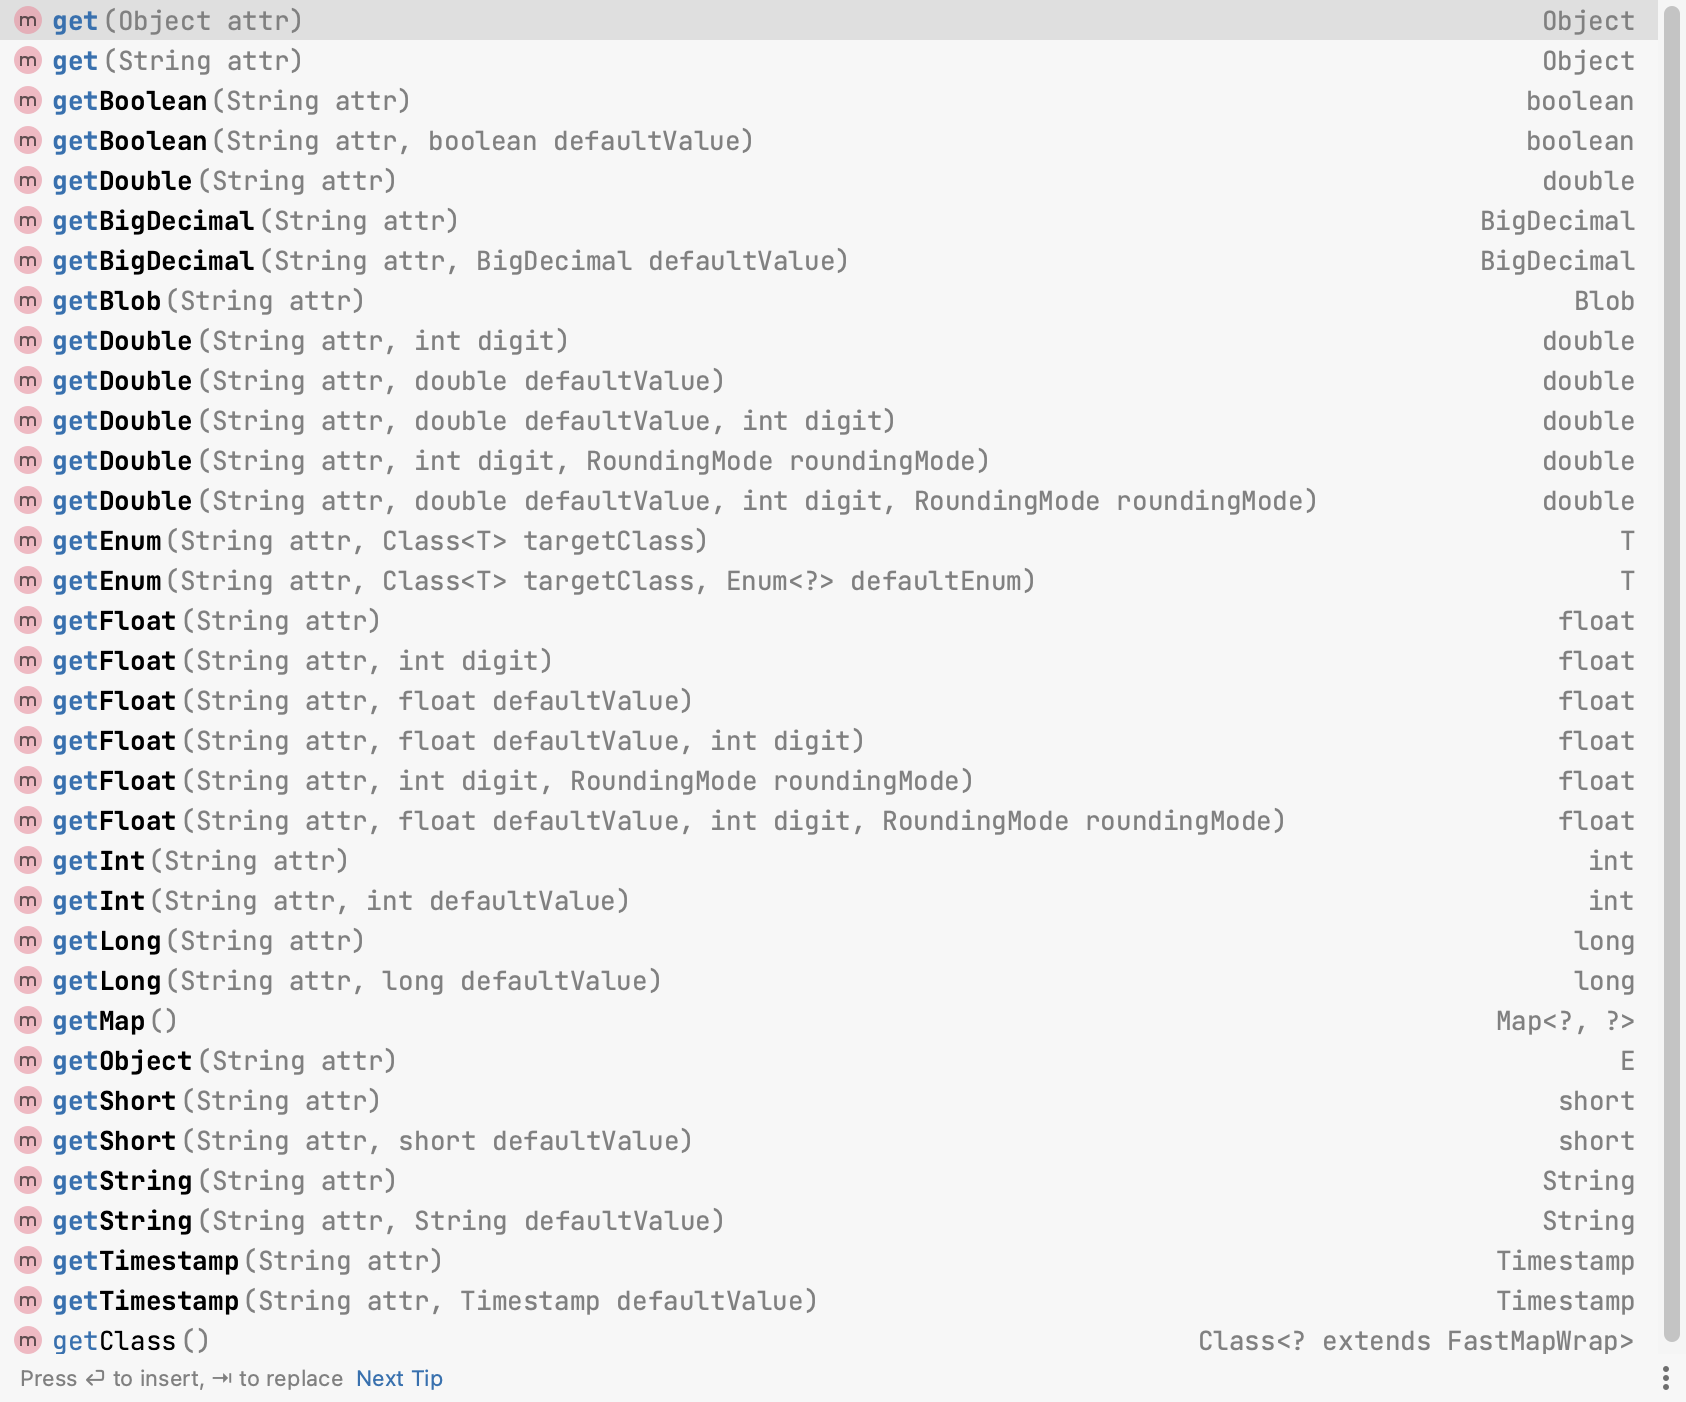 m get(Object attr) Object
m get(String attr) Object
m getBoolean(String attr) boolean
m getBoolean(String attr, boolean defaultValue) boolean
m getDouble(String attr) double
m getBigDecimal(String attr) BigDecimal
m getBigDecimal(String attr, BigDecimal defaultValue) BigDecimal
m getBlob(String attr) Blob
m getDouble(String attr, int digit) double
m getDouble(String attr, double defaultValue) double
m getDouble(String attr, double defaultValue, int digit) double
m getDouble(String attr, int digit, RoundingMode roundingMode) double
m getDouble(String attr, double defaultValue, int digit, RoundingMode roundingMode) double
m getEnum(String attr, Class<T> targetClass) T
m getEnum(String attr, Class<T> targetClass, Enum<?> defaultEnum) T
m getFloat(String attr) float
m getFloat(String attr, int digit) float
m getFloat(String attr, float defaultValue) float
m getFloat(String attr, float defaultValue, int digit) float
m getFloat(String attr, int digit, RoundingMode roundingMode) float
m getFloat(String attr, float defaultValue, int digit, RoundingMode roundingMode) float
m getInt(String attr) int
m getInt(String attr, int defaultValue) int
m getLong(String attr) long
m getLong(String attr, long defaultValue) long
m getMap() Map<?, ?>
m getObject(String attr) E
m getShort(String attr) short
m getShort(String attr, short defaultValue) short
m getString(String attr) String
m getString(String attr, String defaultValue) String
m getTimestamp(String attr) Timestamp
m getTimestamp(String attr, Timestamp defaultValue) Timestamp
m getClass() Class<? extends FastMapWrap>
Press ⏎ to insert, ⇥ to replace Next Tip